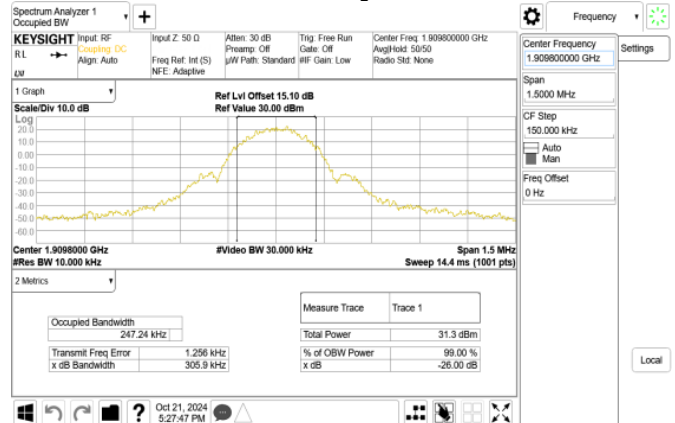 Spectrum Analyzer 1
Occupied BW
Frequency
KEYSIGHT
RL
Input: RF
Coupling: DC
Align: Auto
Input Z: 50 Ω
Freq Ref: Int (S)
NFE: Adaptive
Atten: 30 dB
Preamp: Off
µW Path: Standard
Trig: Free Run
Gate: Off
#IF Gain: Low
Center Freq: 1.909800000 GHz
Avg|Hold: 50/50
Radio Std: None
Center Frequency
1.909800000 GHz
Settings
Span
1.5000 MHz
CF Step
150.000 kHz
Auto
Man
Freq Offset
0 Hz
1 Graph
Scale/Div 10.0 dB
Ref Lvl Offset 15.10 dB
Ref Value 30.00 dBm
Log
20.0
10.0
0.00
-10.0
-20.0
-30.0
-40.0
-50.0
-60.0
Center 1.9098000 GHz
#Res BW 10.000 kHz
#Video BW 30.000 kHz
Span 1.5 MHz
Sweep 14.4 ms (1001 pts)
2 Metrics
Occupied Bandwidth
247.24 kHz
Transmit Freq Error 1.256 kHz
x dB Bandwidth 305.9 kHz
Measure Trace Trace 1
Total Power 31.3 dBm
% of OBW Power 99.00 %
x dB -26.00 dB
Local
Oct 21, 2024
5:27:47 PM